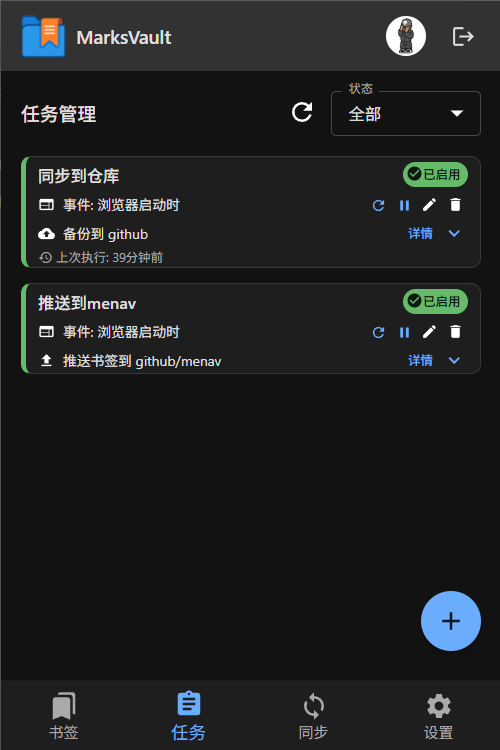 MarksVault
任务管理
状态
全部
同步到仓库
已启用
事件: 浏览器启动时
备份到 github
详情
上次执行: 39分钟前
推送到menav
已启用
事件: 浏览器启动时
推送书签到 github/menav
详情
书签
任务
同步
设置